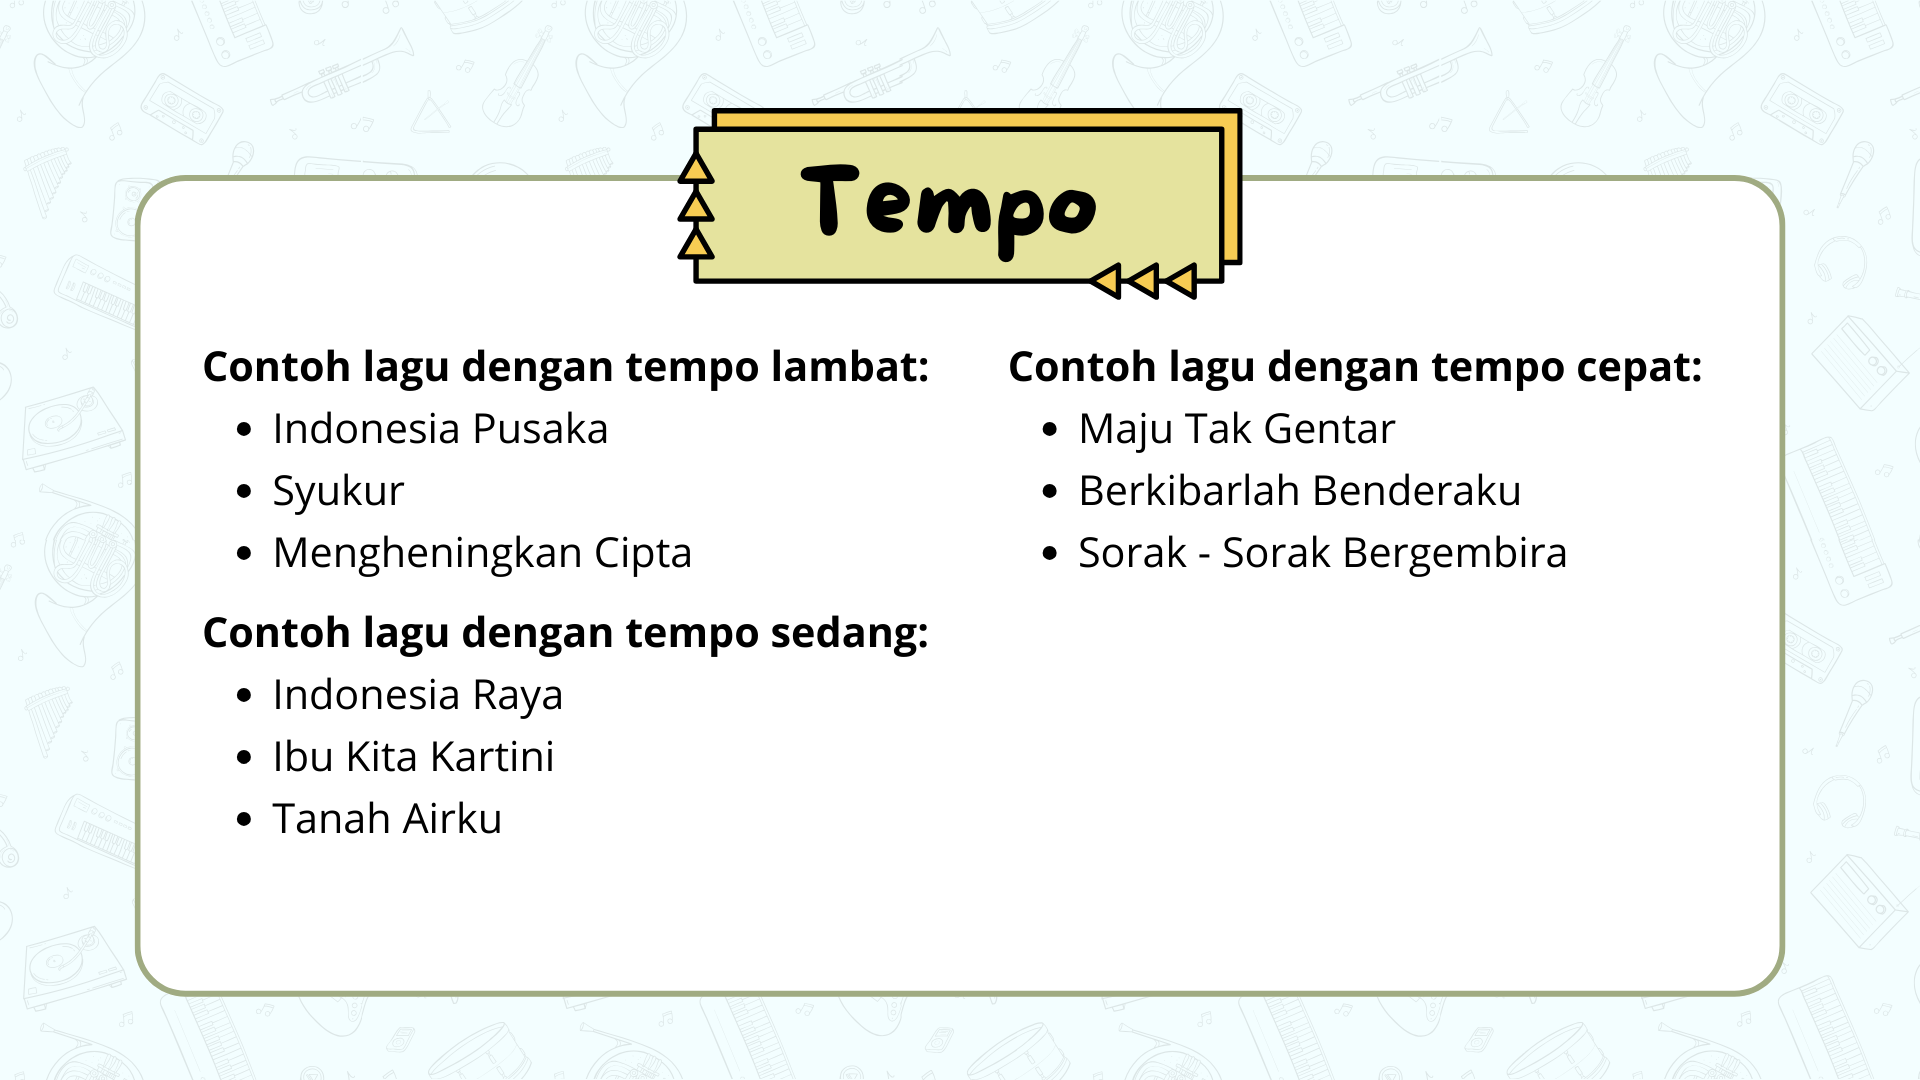 Tempo
Contoh lagu dengan tempo lambat:
• Indonesia Pusaka
• Syukur
• Mengheningkan Cipta
Contoh lagu dengan tempo sedang:
• Indonesia Raya
• Ibu Kita Kartini
• Tanah Airku
Contoh lagu dengan tempo cepat:
• Maju Tak Gentar
• Berkibarlah Benderaku
• Sorak - Sorak Bergembira